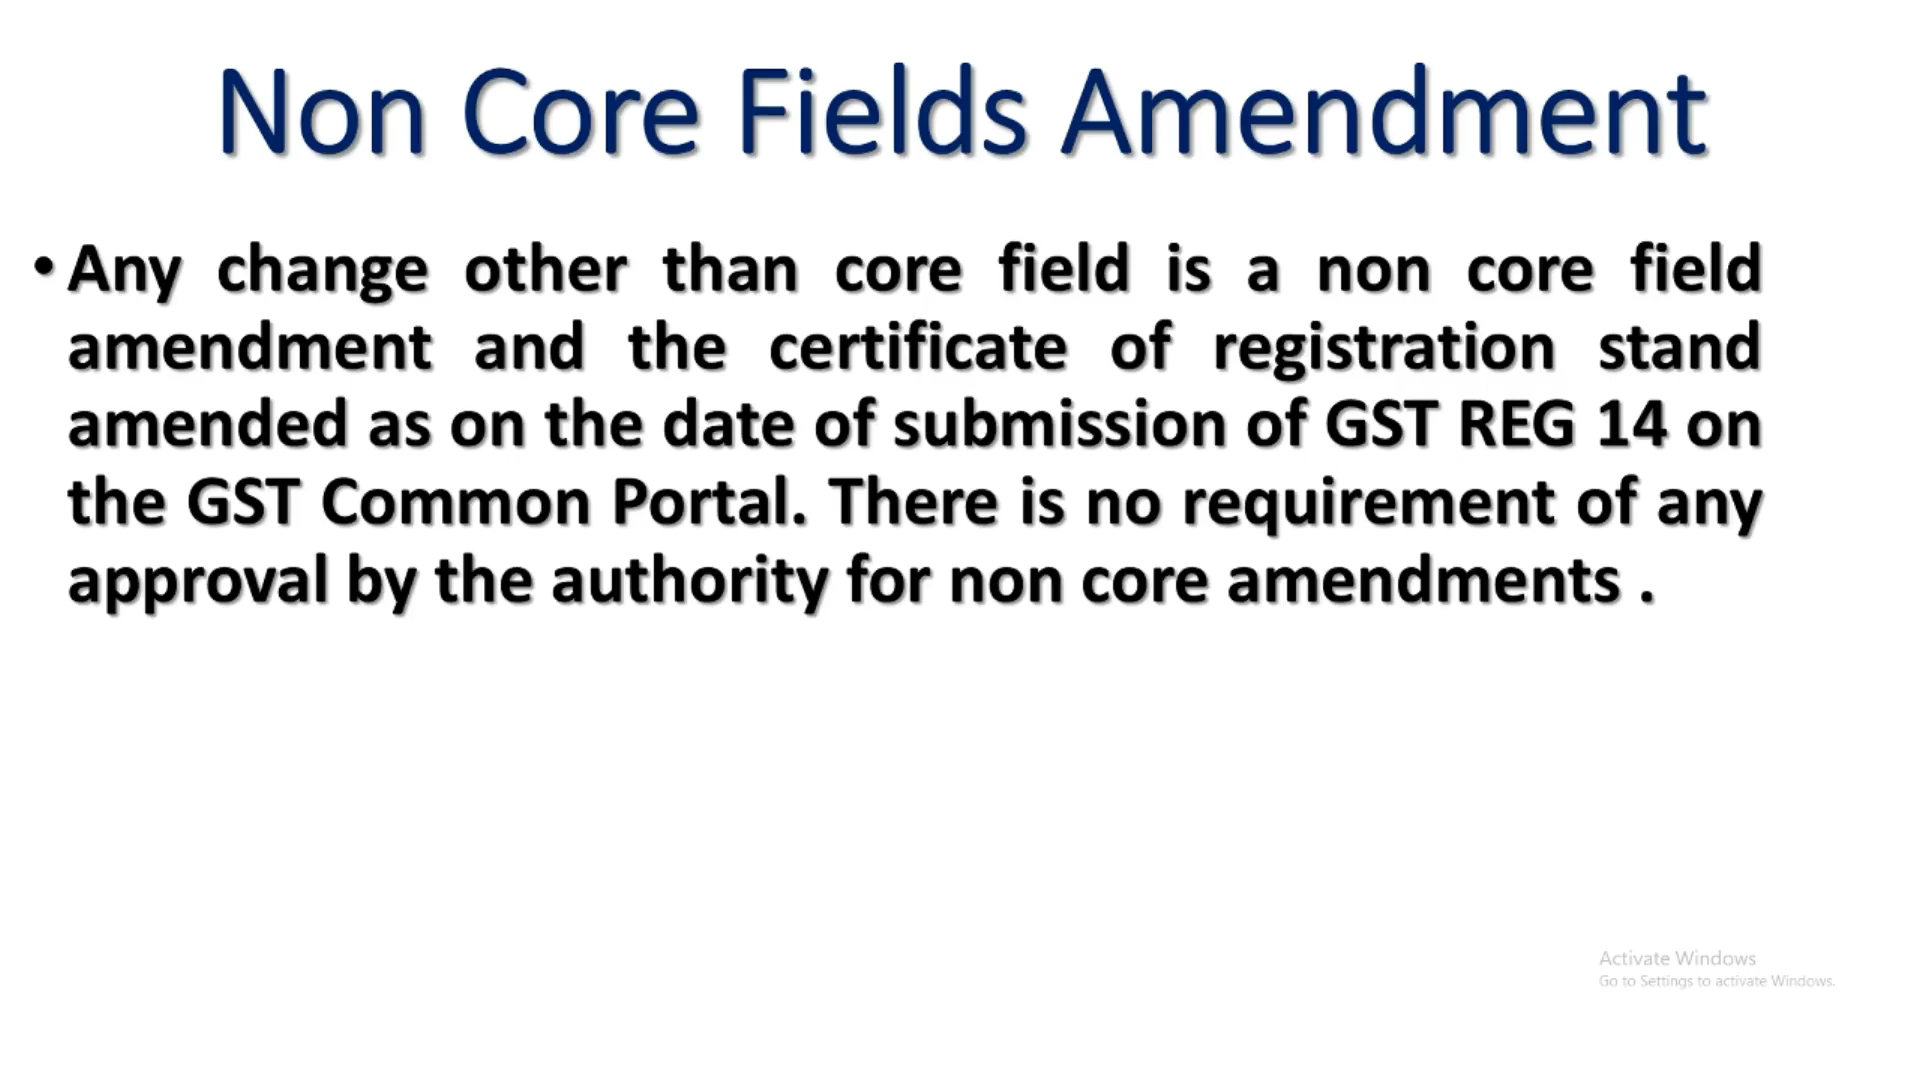 Non Core Fields Amendment
• Any change other than core field is a non core field
amendment and the certificate of registration stand
amended as on the date of submission of GST REG 14 on
the GST Common Portal. There is no requirement of any
approval by the authority for non core amendments .
Activate Windows
Go to Settings to activate Windows.